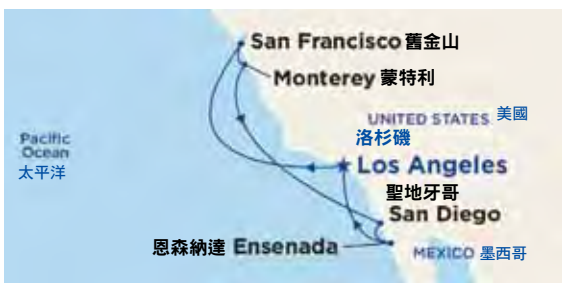 San Francisco 舊金山
Monterey 蒙特利
UNITED STATES 美國
洛杉磯
Los Angeles
Pacific
Ocean
太平洋
聖地牙哥
San Diego
恩森納達 Ensenada
MEXICO 墨西哥